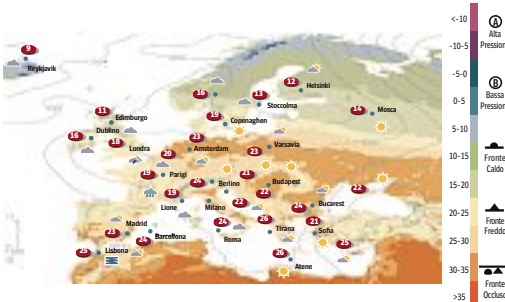 9
Reykjavik
16
13
12
Helsinki
Stoccolma
14
Mosca
11
Edimburgo
19
Copenaghen
16
Dublino
18
Londra
23
Amsterdam
20
23
Varsavia
19
Parigi
24
Berlino
21
Budapest
22
22
19
Lione
Milano
22
24
Bucarest
Madrid
23
24
Barcellona
24
Roma
26
Tirana
21
Sofia
25
25
Lisbona
26
Atene
<-10
-10-5
-5-0
0-5
5-10
10-15
15-20
20-25
25-30
30-35
>35
A
Alta
Pression
B
Bassa
Pression
Fronte
Caldo
Fronte
Freddo
Fronte
Occluso